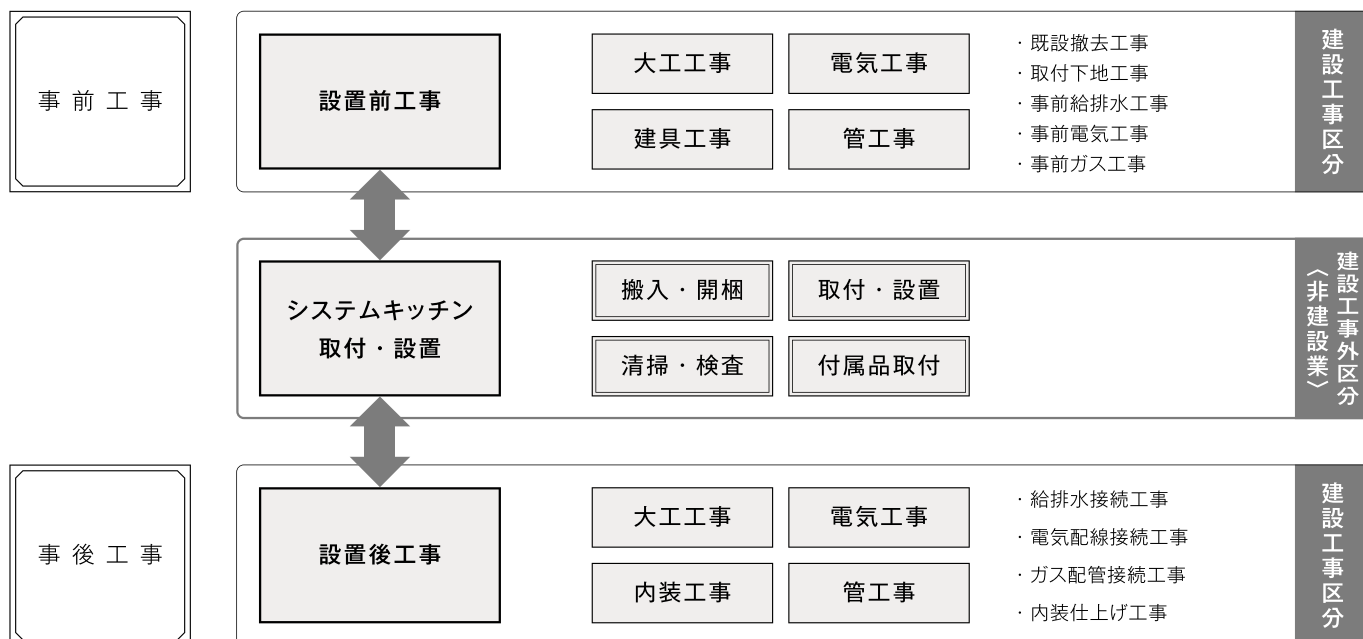 事前工事
設置前工事
大工工事
電気工事
建具工事
管工事
・既設撤去工事
・取付下地工事
・事前給排水工事
・事前電気工事
・事前ガス工事
建設工事区分
システムキッチン
取付・設置
搬入・開梱
取付・設置
清掃・検査
付属品取付
建設工事外区分
〈非建設業〉
事後工事
設置後工事
大工工事
電気工事
内装工事
管工事
・給排水接続工事
・電気配線接続工事
・ガス配管接続工事
・内装仕上げ工事
建設工事区分